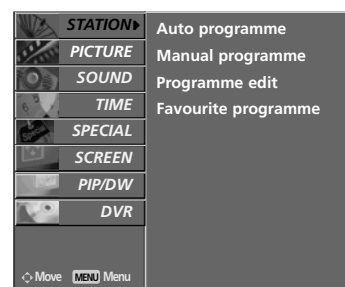 STATION
PICTURE
SOUND
TIME
SPECIAL
SCREEN
PIP/DW
DVR
Move MENU Menu
Auto programme
Manual programme
Programme edit
Favourite programme